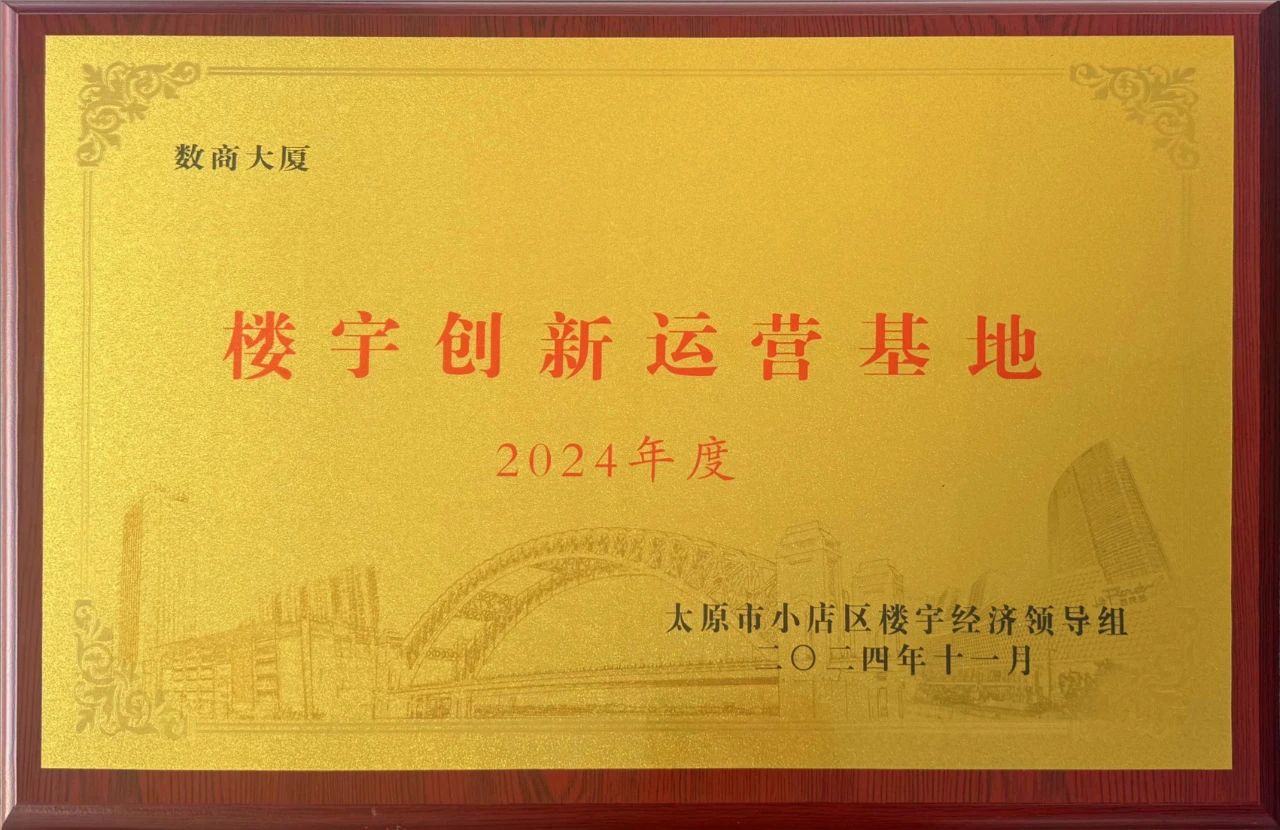 数商大厦
楼宇创新运营基地
2024年度
太原市小店区楼宇经济领导组
二〇二四年十一月